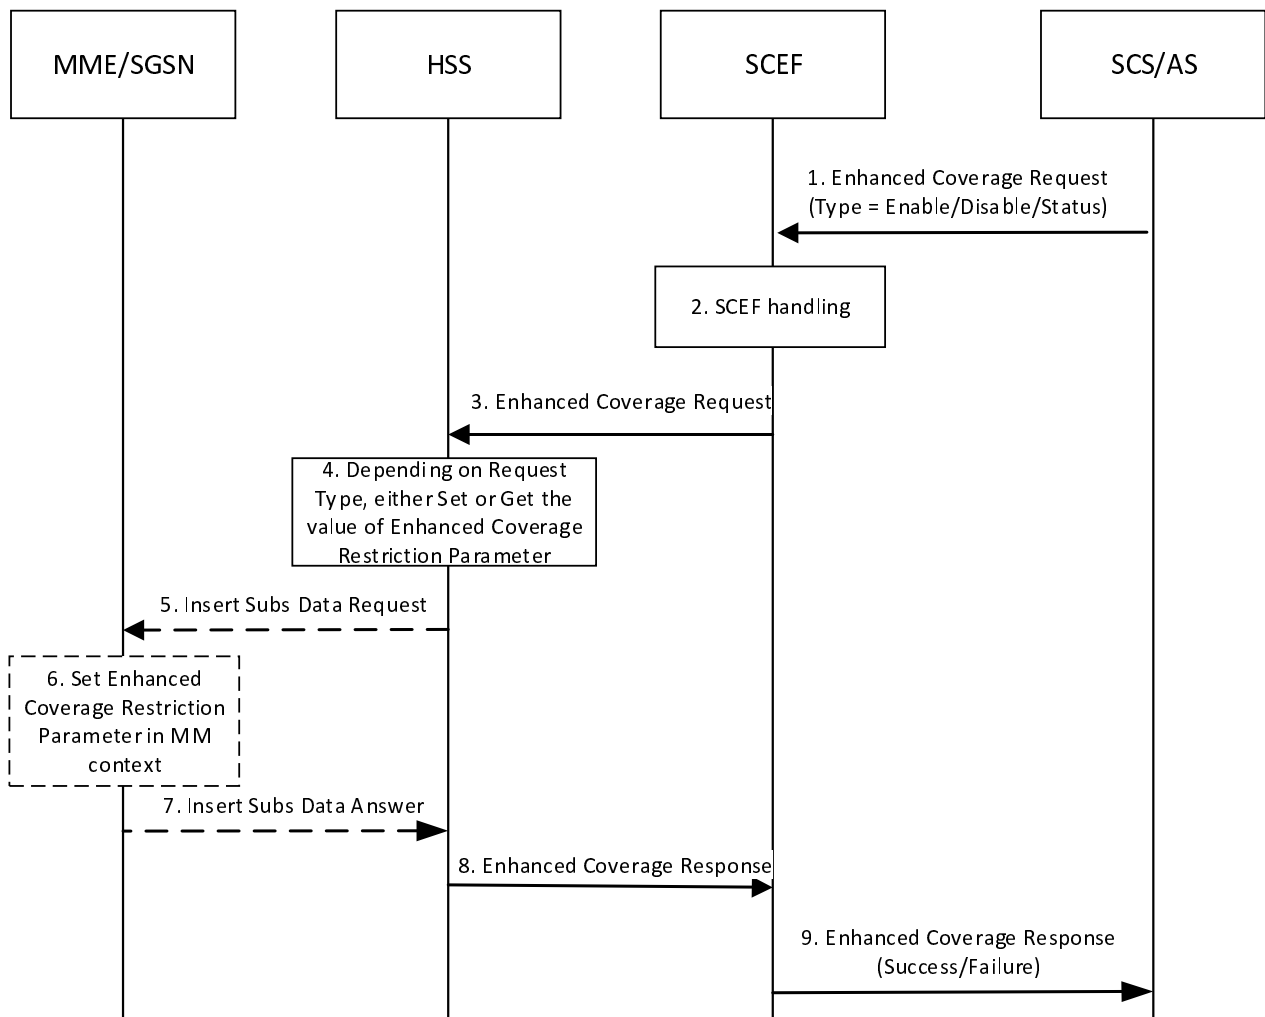 MME/SGSN
HSS
SCEF
SCS/AS
1. Enhanced Coverage Request
(Type = Enable/Disable/Status)
2. SCEF handling
3. Enhanced Coverage Request
4. Depending on Request
Type, either Set or Get the
value of Enhanced Coverage
Restriction Parameter
5. Insert Subs Data Request
6. Set Enhanced
Coverage Restriction
Parameter in MM
context
7. Insert Subs Data Answer
8. Enhanced Coverage Response
9. Enhanced Coverage Response
(Success/Failure)